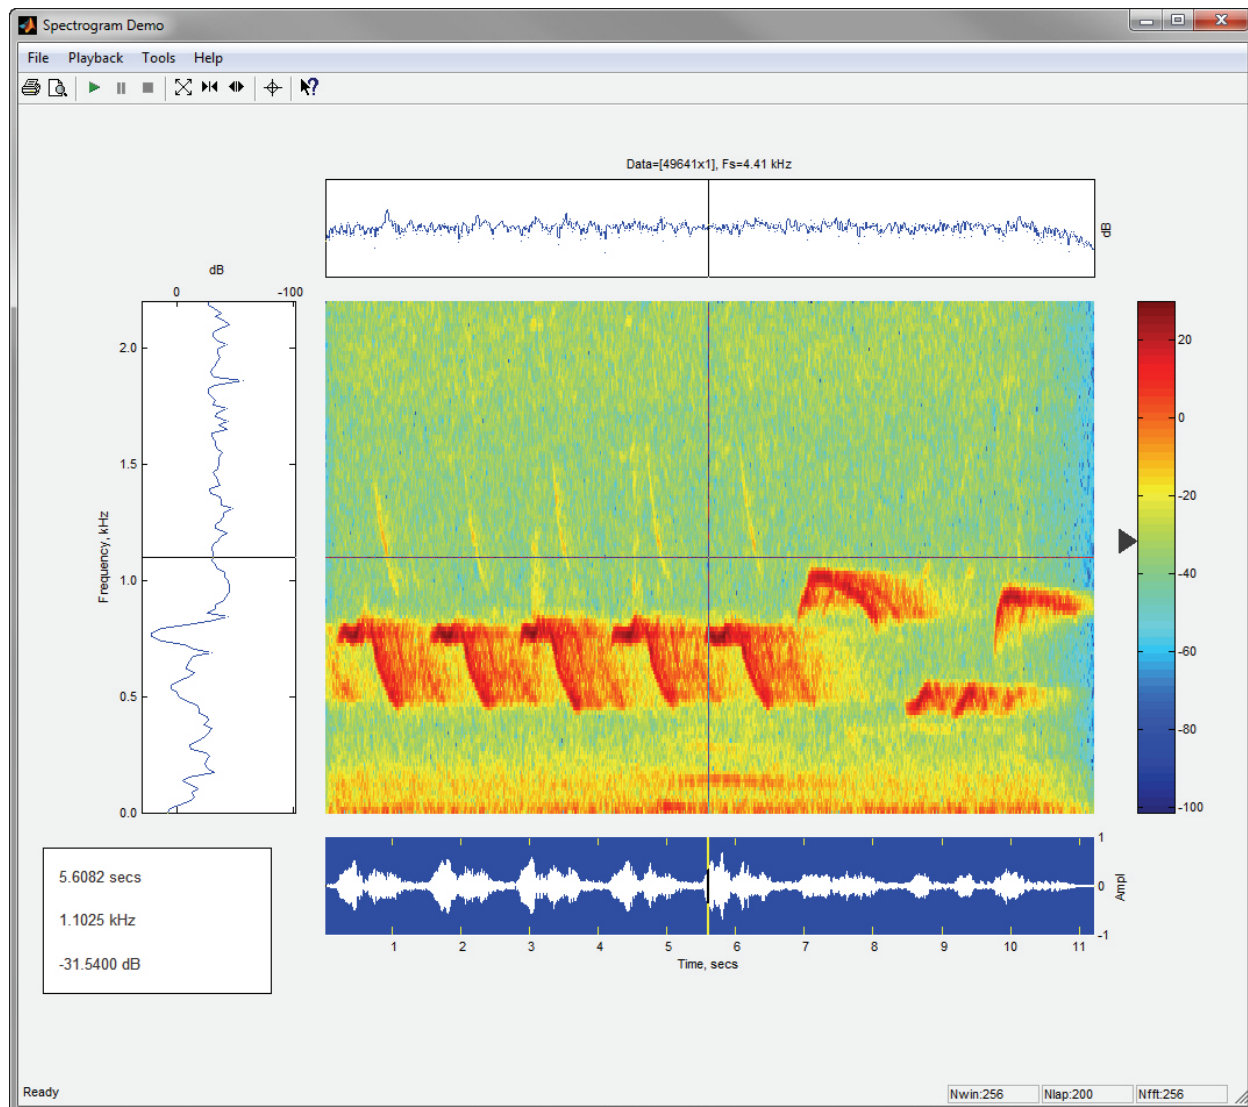 Spectrogram Demo
File Playback Tools Help
Data=[49641x1], Fs=4.41 kHz
dB
dB
0 -100
2.0
1.5
1.0
0.5
0.0
Frequency, kHz
20
0
-20
-40
-60
-80
-100
1
0
-1
Ampl
1 2 3 4 5 6 7 8 9 10 11
Time, secs
5.6082 secs
1.1025 kHz
-31.5400 dB
Ready
Nwin:256 Nlap:200 Nfft:256